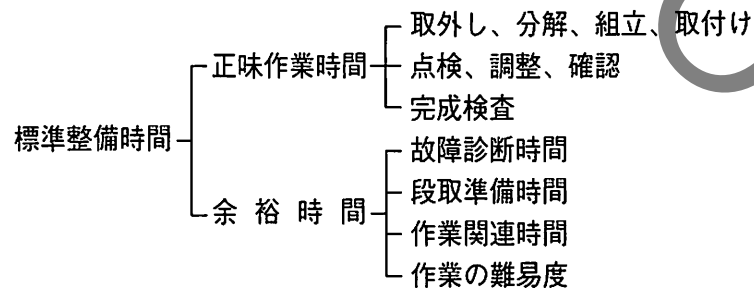 取外し、分解、組立、取付け
正味作業時間
点検、調整、確認
完成検査
標準整備時間
故障診断時間
段取準備時間
余裕時間
作業関連時間
作業の難易度